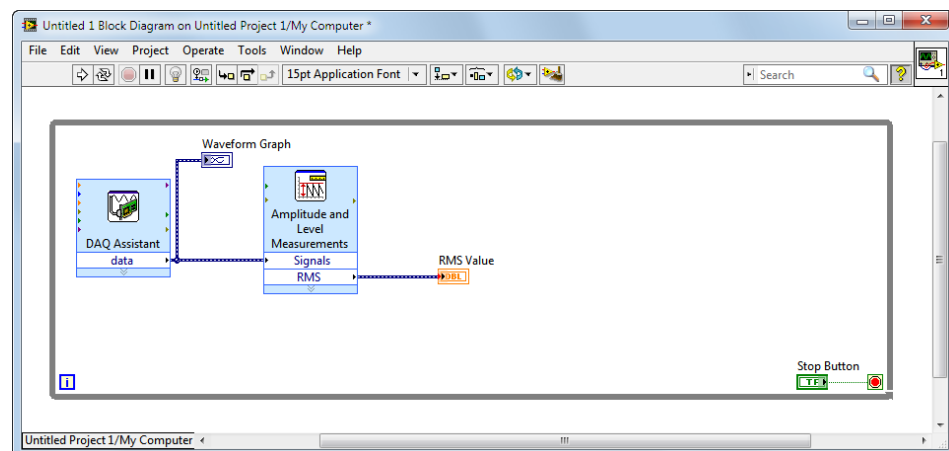 Untitled 1 Block Diagram on Untitled Project 1/My Computer *
File Edit View Project Operate Tools Window Help
15pt Application Font
Search
1
Waveform Graph
DAQ Assistant
data
Amplitude and
Level
Measurements
Signals
RMS
RMS Value
DBL
i
Stop Button
TF
Untitled Project 1/My Computer